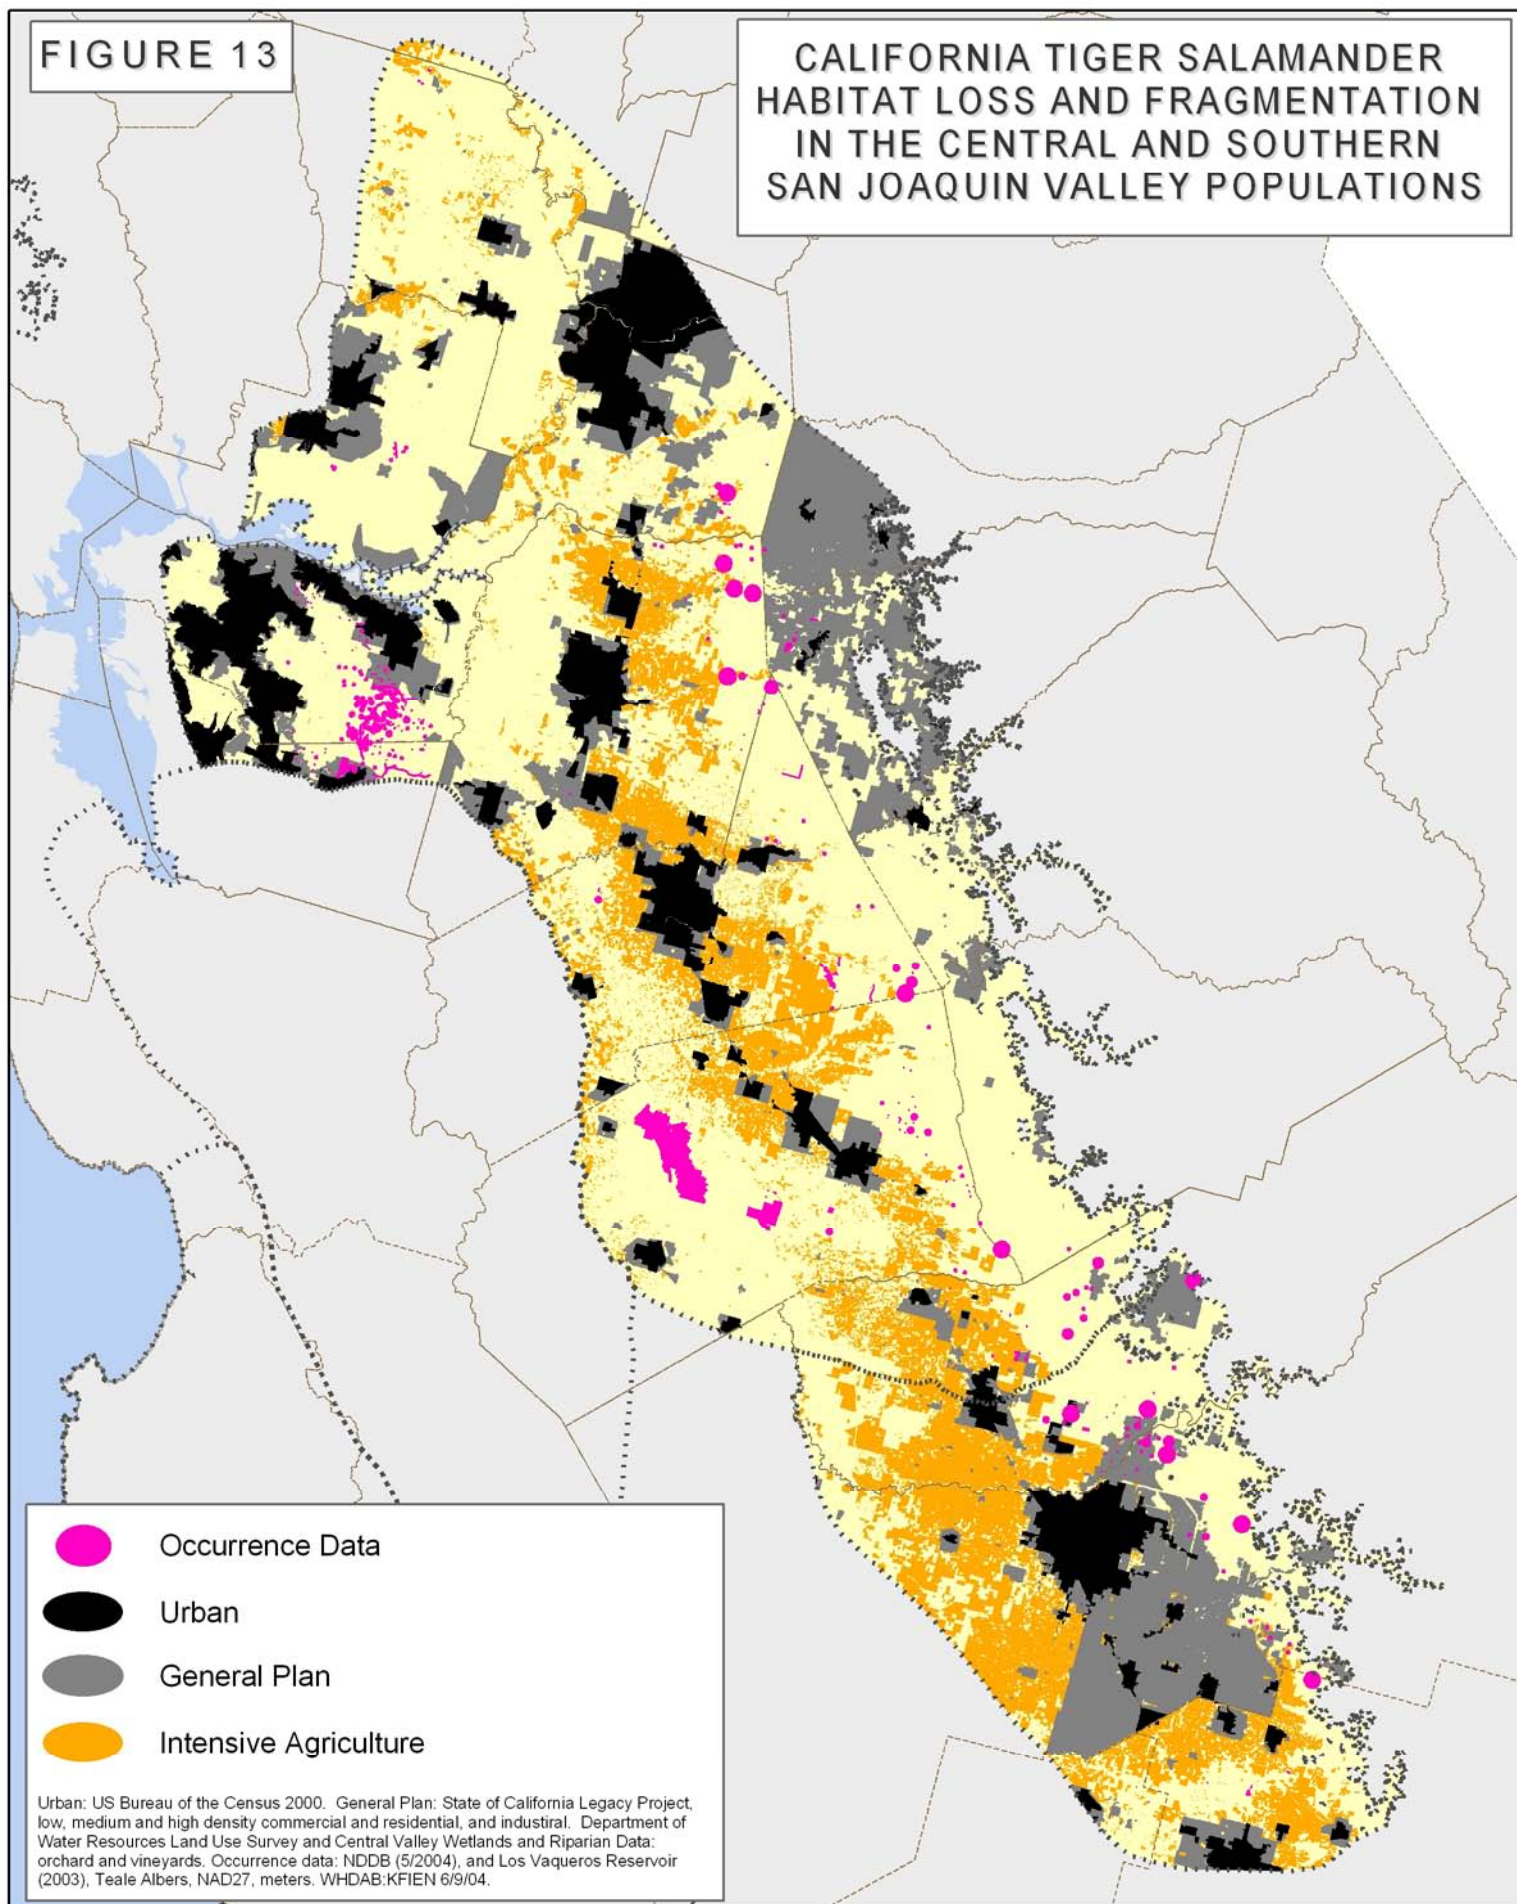 FIGURE 13
CALIFORNIA TIGER SALAMANDER
HABITAT LOSS AND FRAGMENTATION
IN THE CENTRAL AND SOUTHERN
SAN JOAQUIN VALLEY POPULATIONS
Occurrence Data
Urban
General Plan
Intensive Agriculture
Urban: US Bureau of the Census 2000. General Plan: State of California Legacy Project,
low, medium and high density commercial and residential, and industiral. Department of
Water Resources Land Use Survey and Central Valley Wetlands and Riparian Data:
orchard and vineyards. Occurrence data: NDDB (5/2004), and Los Vaqueros Reservoir
(2003), Teale Albers, NAD27, meters. WHDAB:KFIEN 6/9/04.